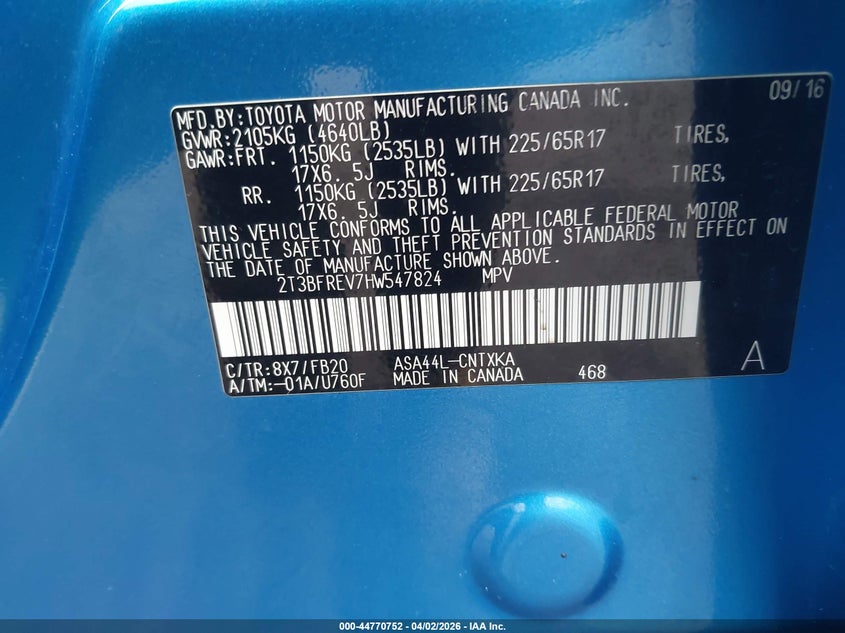 09/16
MFD.BY:TOYOTA MOTOR MANUFACTURING CANADA INC.
GVWR:2105KG (4640LB)
GAWR:FRT. 1150KG (2535LB) WITH 225/65R17 TIRES,
17X6. 5J RIMS.
RR. 1150KG (2535LB) WITH 225/65R17 TIRES,
17X6. 5J RIMS.
THIS VEHICLE CONFORMS TO ALL APPLICABLE FEDERAL MOTOR
VEHICLE SAFETY AND THEFT PREVENTION STANDARDS IN EFFECT ON
THE DATE OF MANUFACTURE SHOWN ABOVE.
2T3BFREV7HW547824 MPV
C/TR:8X7/FB20 ASA44L-CNTXKA A
A/TM:-01A/U760F MADE IN CANADA 468
000-44770752 | 04/02/2026 - IAA Inc.